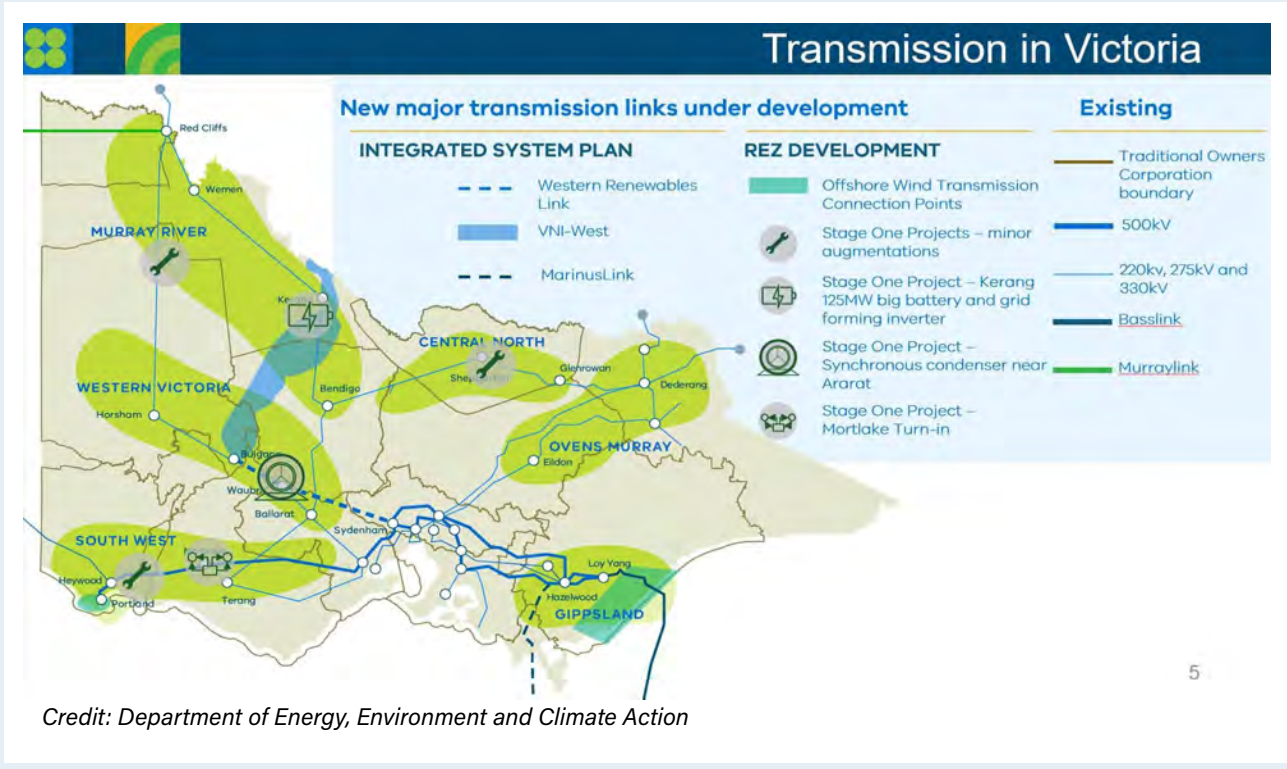 Transmission in Victoria
New major transmission links under development
Existing
INTEGRATED SYSTEM PLAN
Western Renewables
Link
VNI-West
MarinusLink
REZ DEVELOPMENT
Offshore Wind Transmission
Connection Points
Stage One Projects – minor
augmentations
Stage One Project – Kerang
125MW big battery and grid
forming inverter
Stage One Project –
Synchronous condenser near
Ararat
Stage One Project –
Mortlake Turn-in
Traditional Owners
Corporation
boundary
500kV
220kv, 275kV and
330kV
Basslink
Murraylink
Red Cliffs
Wemen
MURRAY RIVER
CENTRAL NORTH
Glenrowan
Dederang
WESTERN VICTORIA
Bendigo
Horsham
OVENS MURRAY
Eildon
Ballarat
Sydenham
SOUTH WEST
Heywood
Portland
Terang
Loy Yang
Hazelwood
GIPPSLAND
5
Credit: Department of Energy, Environment and Climate Action